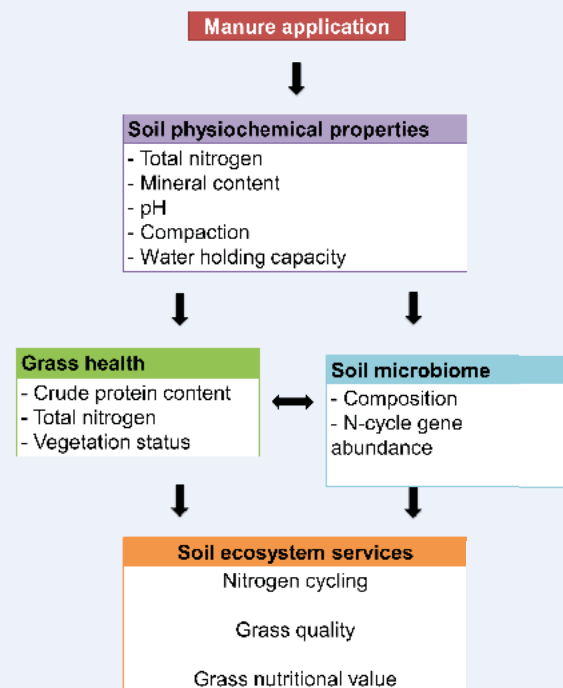 Manure application
Soil physiochemical properties
- Total nitrogen
- Mineral content
- pH
- Compaction
- Water holding capacity
Grass health
- Crude protein content
- Total nitrogen
- Vegetation status
Soil microbiome
- Composition
- N-cycle gene
abundance
Soil ecosystem services
Nitrogen cycling
Grass quality
Grass nutritional value